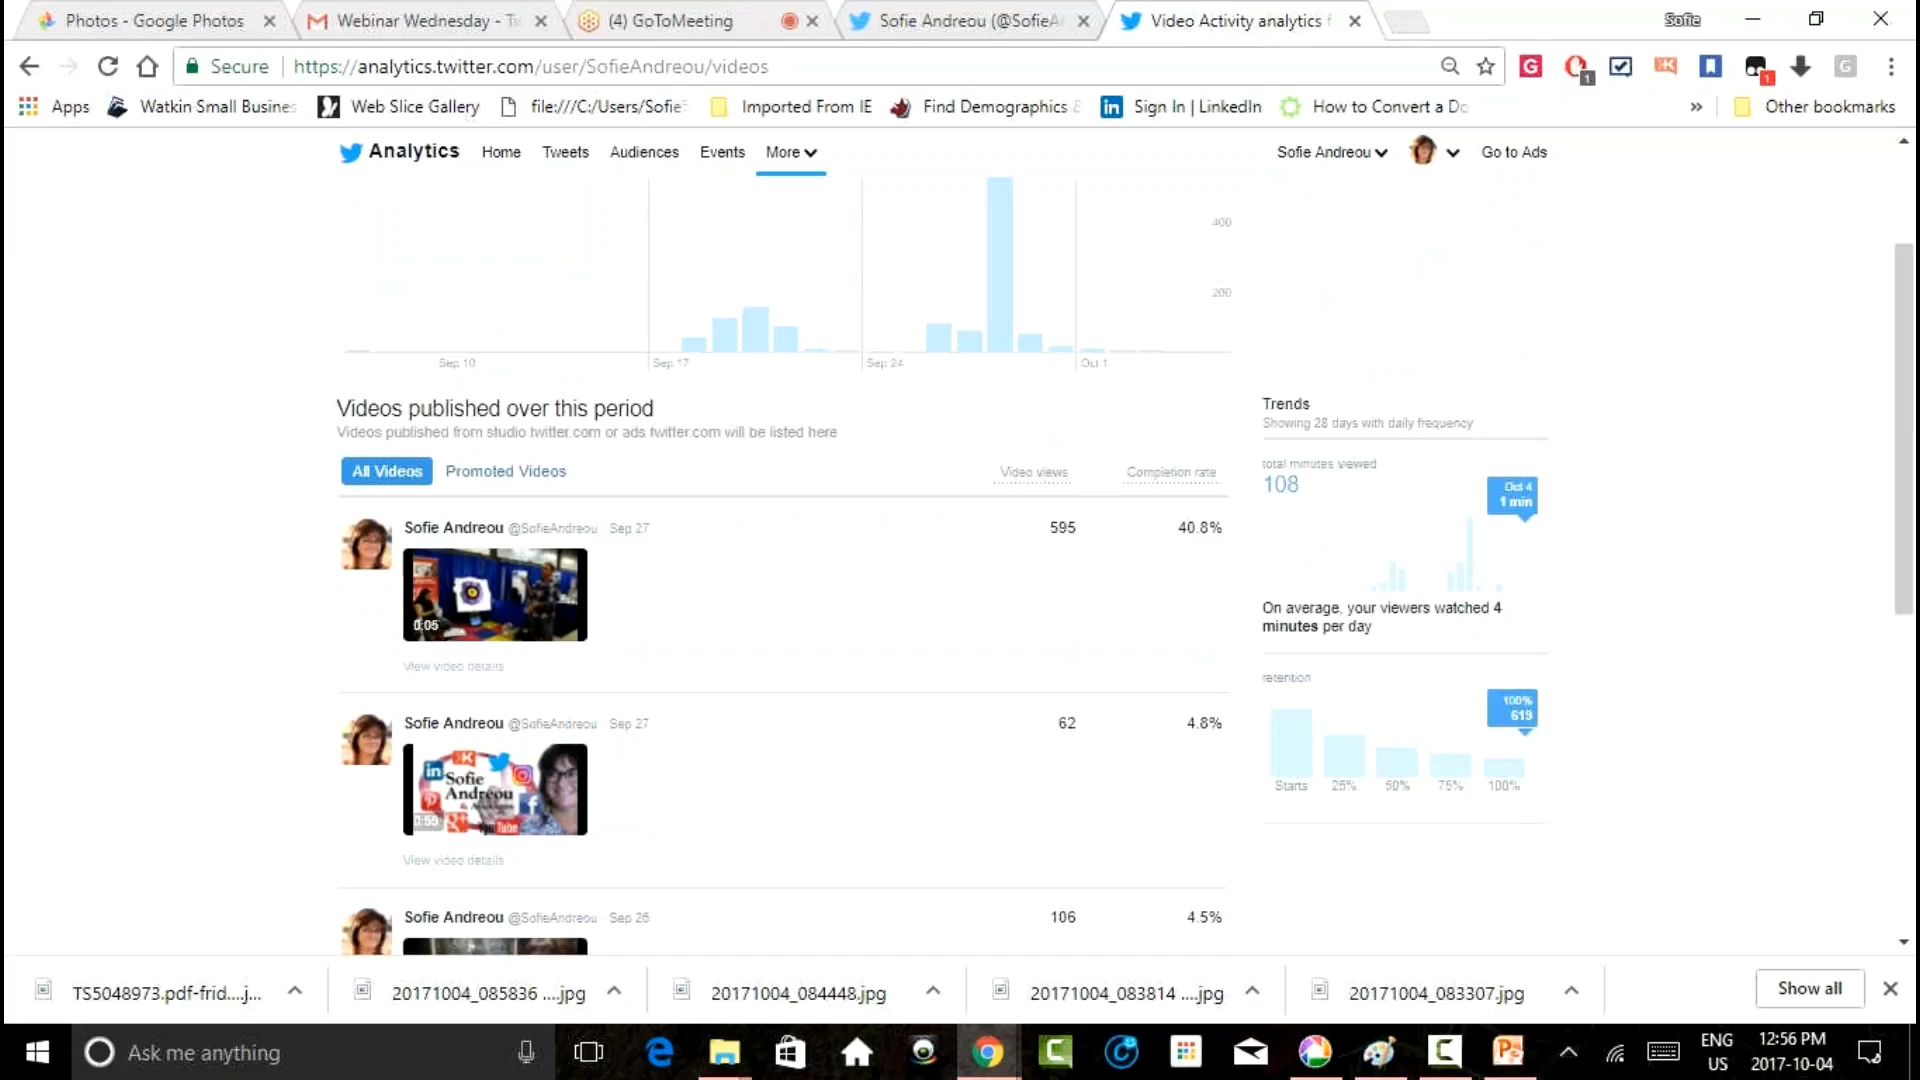 Photos - Google Photos
Webinar Wednesday - Tw
(4) GoToMeeting
Sofie Andreou (@SofieA
Video Activity analytics f
Sofie
Secure
https://analytics.twitter.com/user/SofieAndreou/videos
Apps
Watkin Small Busines
Web Slice Gallery
file:///C:/Users/Sofie
Imported From IE
Find Demographics &
Sign In | LinkedIn
How to Convert a Do
»
Other bookmarks
Analytics
Home
Tweets
Audiences
Events
More
Sofie Andreou
Go to Ads
400
200
Sep 10
Sep 17
Sep 24
Oct 1
Videos published over this period
Videos published from studio.twitter.com or ads.twitter.com will be listed here
All Videos
Promoted Videos
Video views
Completion rate
Sofie Andreou @SofieAndreou · Sep 27
595
40.8%
0:05
View video details
Sofie Andreou @SofieAndreou · Sep 27
62
4.8%
Sofie
Andreou
& Associates
YouTube
0:59
View video details
Sofie Andreou @SofieAndreou · Sep 26
106
4.5%
Trends
Showing 28 days with daily frequency
total minutes viewed
108
Oct 4
1 min
On average, your viewers watched 4
minutes per day
retention
100%
619
Starts
25%
50%
75%
100%
TS5048973.pdf-frid....j...
20171004_085836 ....jpg
20171004_084448.jpg
20171004_083814 ....jpg
20171004_083307.jpg
Show all
Ask me anything
ENG
US
12:56 PM
2017-10-04